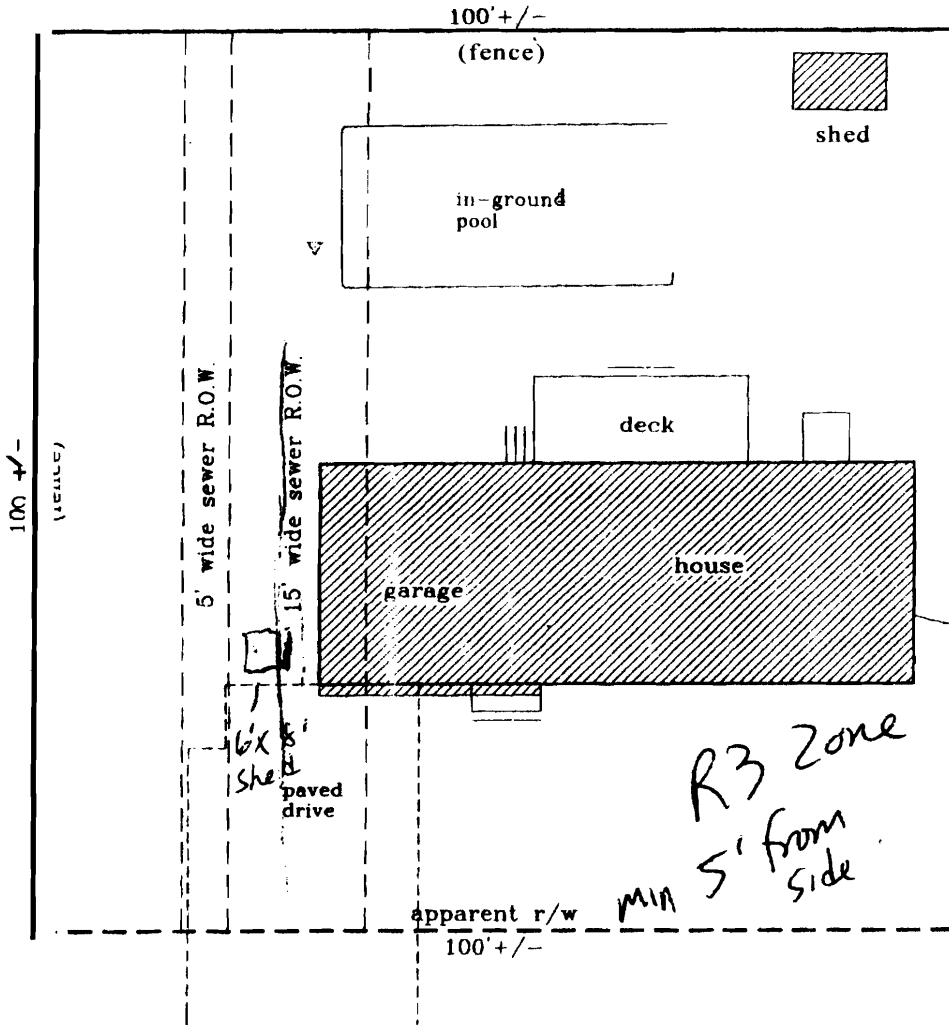 100'+/-
(fence)
shed
in-ground
pool
100 +/-
(fence)
5' wide sewer R.O.W.
15' wide sewer R.O.W.
deck
house
garage
6'x 8'
shed
paved
drive
R3 Zone
min 5' from
side
apparent r/w
100'+/-